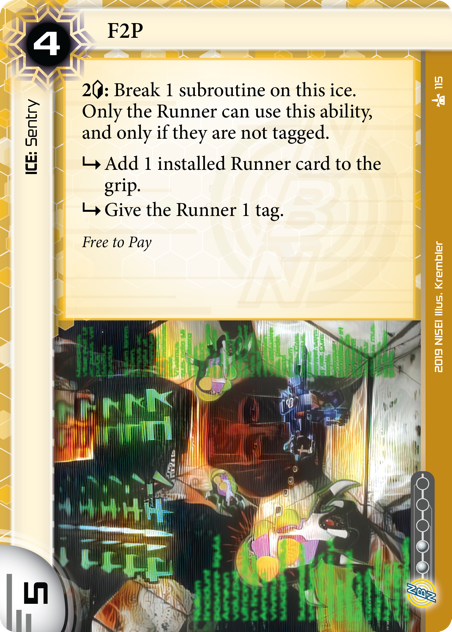 4
F2P
ICE: Sentry
2: Break 1 subroutine on this ice.
Only the Runner can use this ability,
and only if they are not tagged.
↳ Add 1 installed Runner card to the
grip.
↳ Give the Runner 1 tag.
Free to Pay
115
2019 NISEI Illus. Krembler
5
NBN